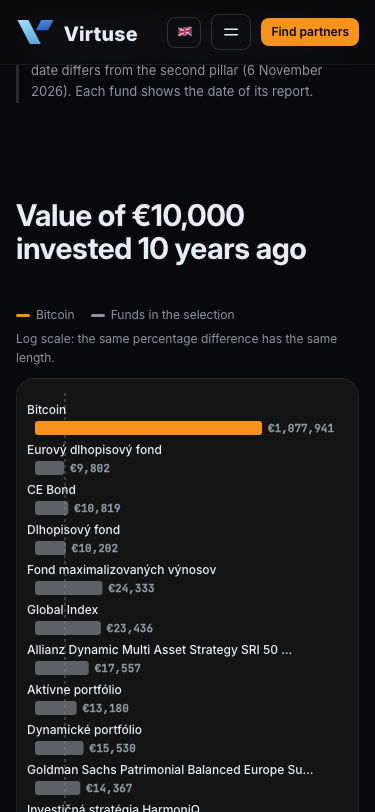 Virtuse
Find partners
date differs from the second pillar (6 November
2026). Each fund shows the date of its report.
Value of €10,000
invested 10 years ago
Bitcoin
Funds in the selection
Log scale: the same percentage difference has the same
length.
Bitcoin
€1,077,941
Eurový dlhopisový fond
€9,802
CE Bond
€10,819
Dlhopisový fond
€10,202
Fond maximalizovaných výnosov
€24,333
Global Index
€23,436
Allianz Dynamic Multi Asset Strategy SRI 50 ...
€17,557
Aktívne portfólio
€13,180
Dynamické portfólio
€15,530
Goldman Sachs Patrimonial Balanced Europe Su...
€14,367
Investičná stratégia HarmoniQ